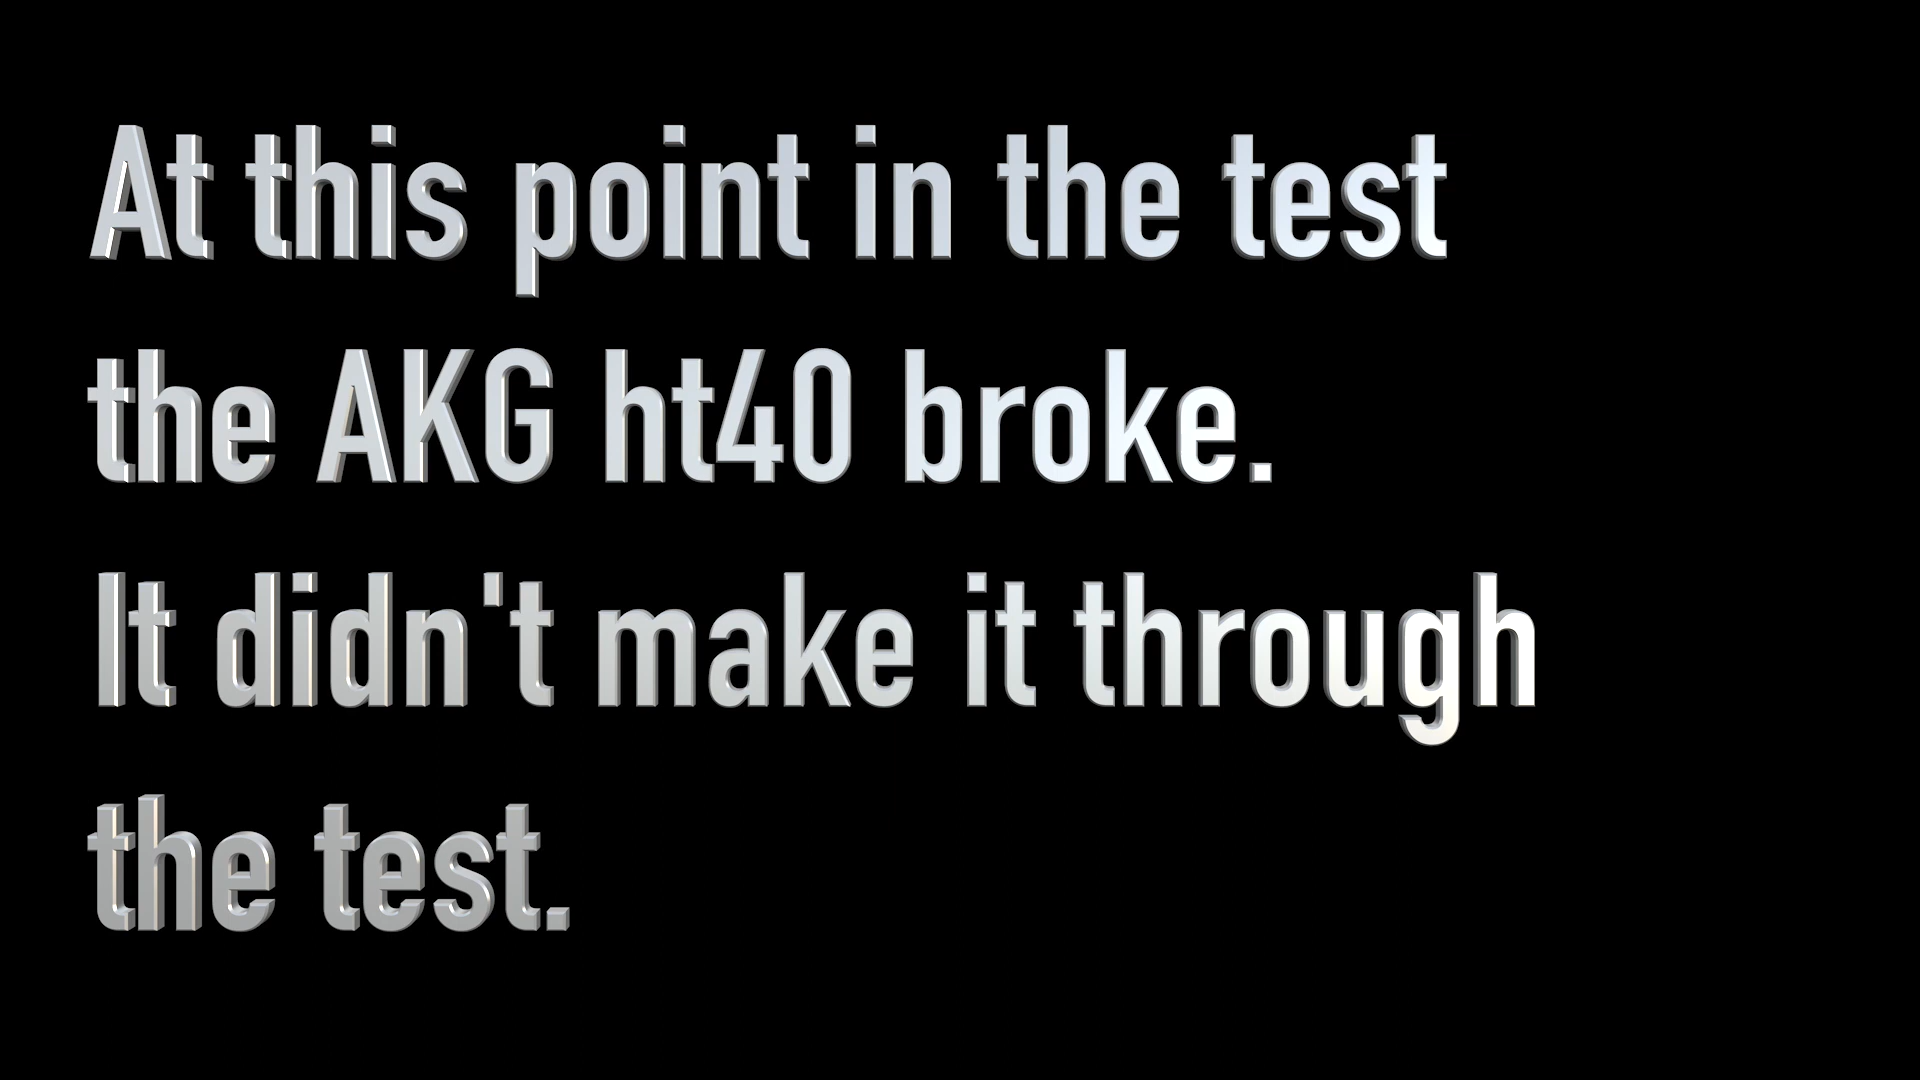 At this point in the test
the AKG ht40 broke.
It didn't make it through
the test.